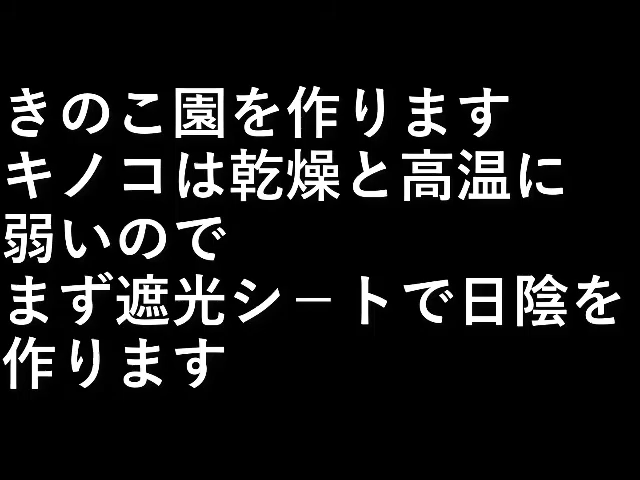 きのこ園を作ります
キノコは乾燥と高温に
弱いので
まず遮光シートで日陰を
作ります